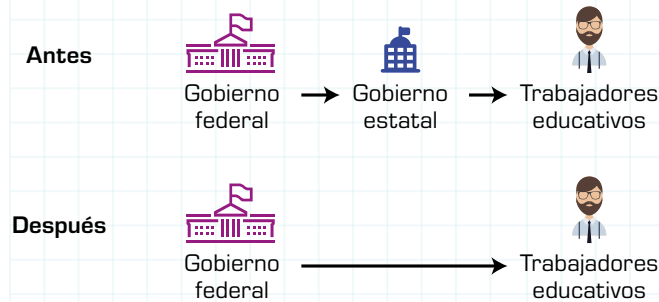 Antes
Gobierno
federal
Gobierno
estatal
Trabajadores
educativos
Después
Gobierno
federal
Trabajadores
educativos